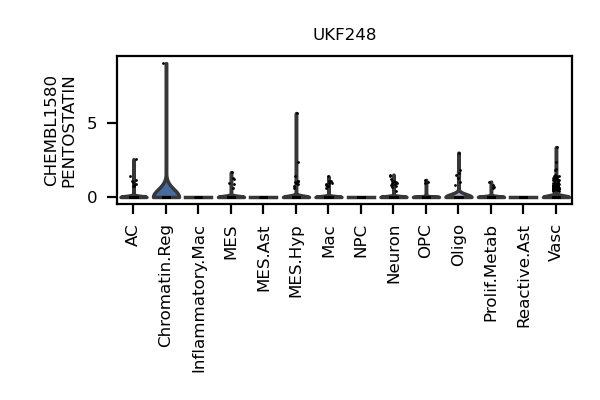 UKF248
CHEMBL1580
PENTOSTATIN
5
0
AC
Chromatin.Reg
Inflammatory.Mac
MES
MES.Ast
MES.Hyp
Mac
NPC
Neuron
OPC
Oligo
Prolif.Metab
Reactive.Ast
Vasc